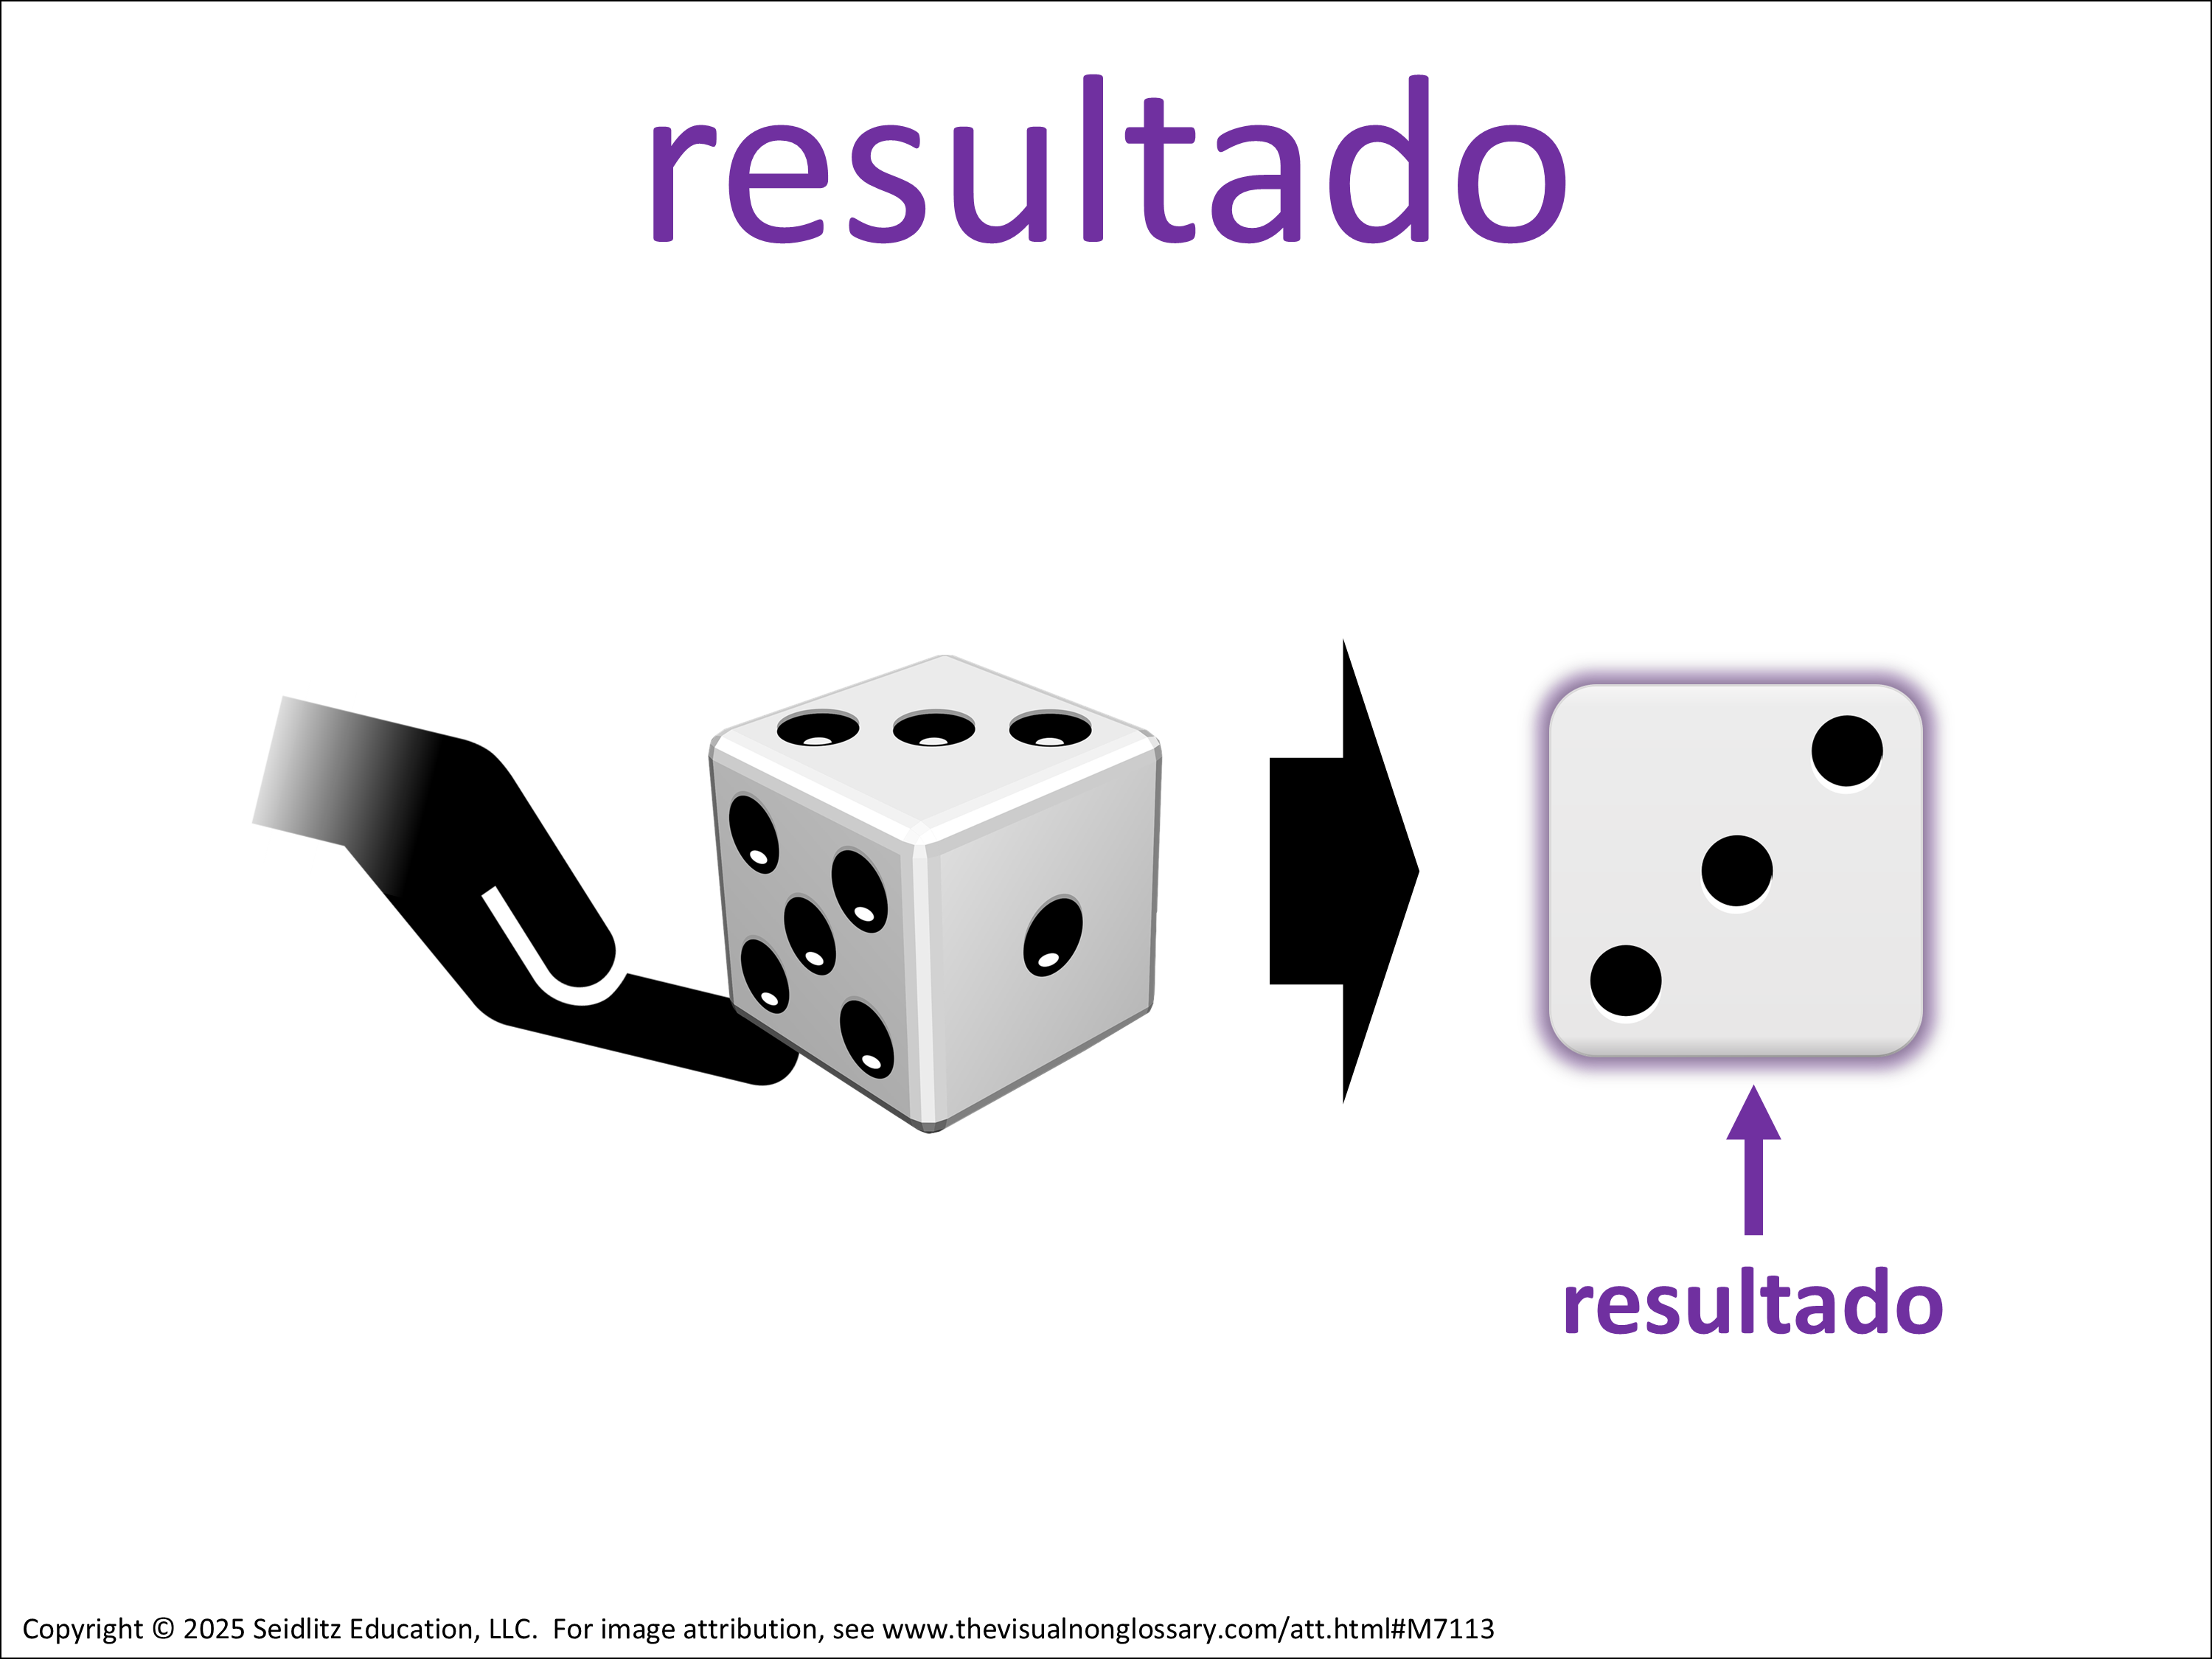 resultado
resultado
Copyright © 2025 Seidlitz Education, LLC.  For image attribution, see www.thevisualnonglossary.com/att.html#M7113